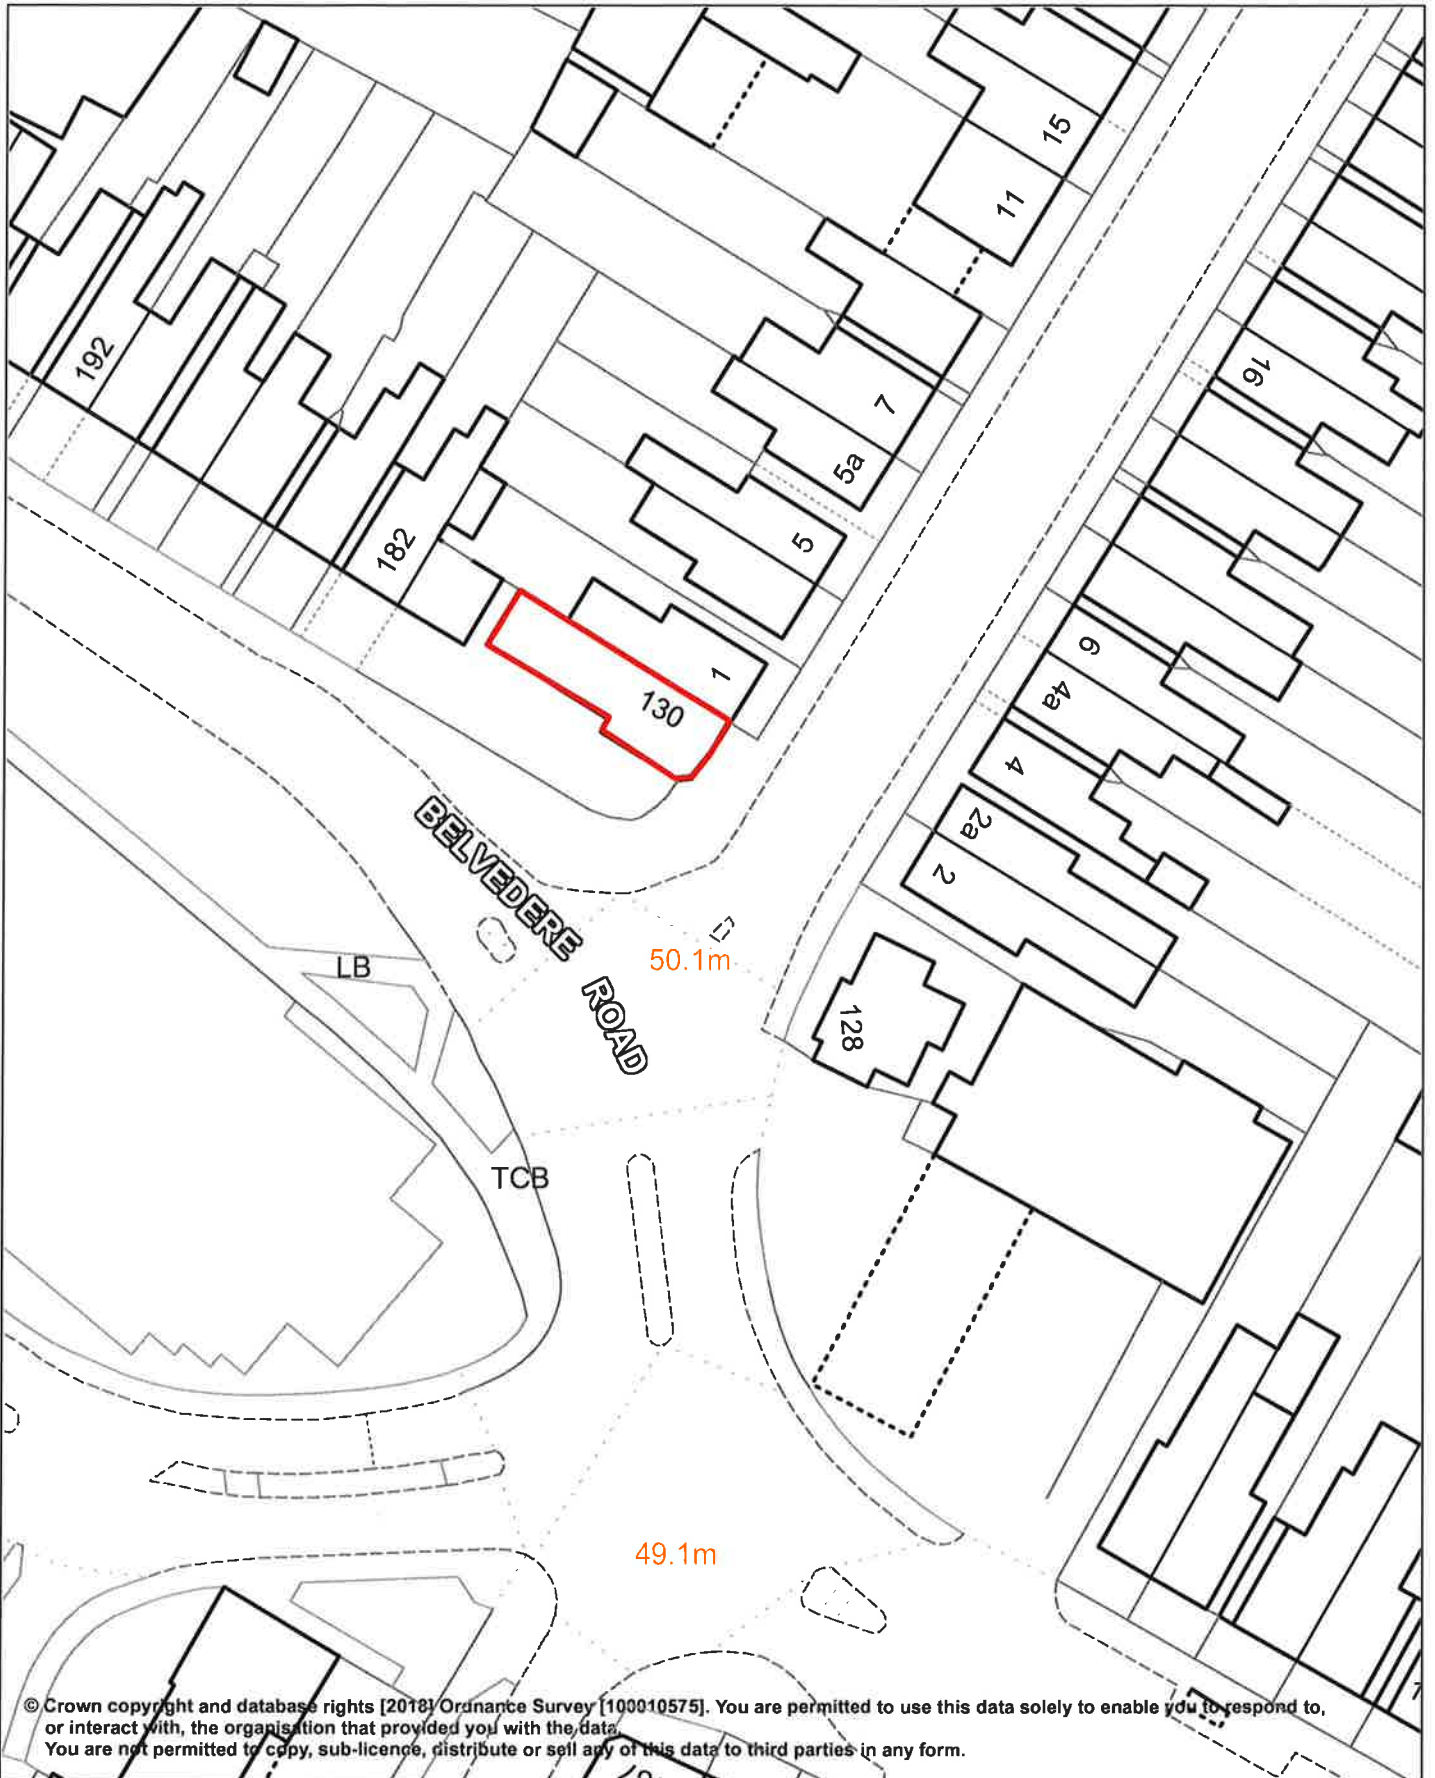 15
11
192
16
7
5a
5
182
6
1
130
4a
4
2a
2
BELVEDERE
ROAD
50.1m
LB
128
TCB
49.1m
© Crown copyright and database rights [2018] Ordnance Survey [100010575]. You are permitted to use this data solely to enable you to respond to,
or interact with, the organisation that provided you with the data.
You are not permitted to copy, sub-licence, distribute or sell any of this data to third parties in any form.